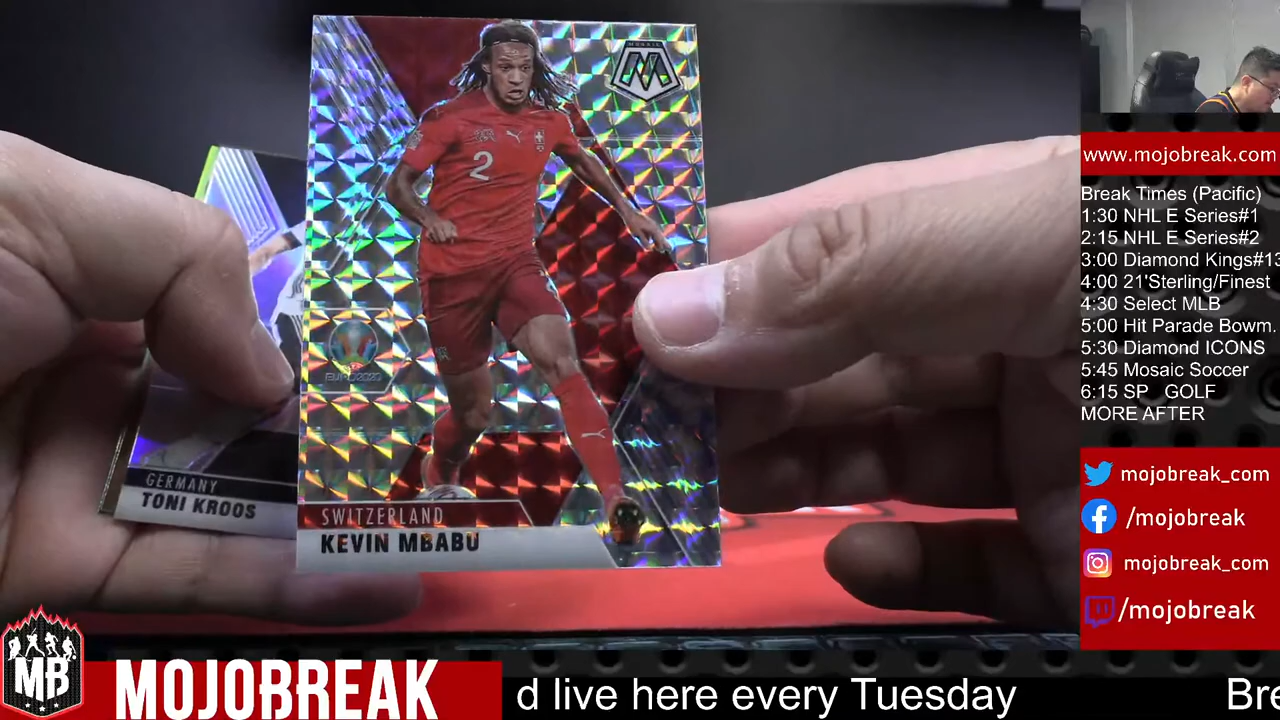 MOSAIC
M
2
EURO2020
GERMANY
TONI KROOS
SWITZERLAND
KEVIN MBABU
www.mojobreak.com
Break Times (Pacific)
1:30 NHL E Series#1
2:15 NHL E Series#2
3:00 Diamond Kings#13
4:00 21'Sterling/Finest
4:30 Select MLB
5:00 Hit Parade Bowm.
5:30 Diamond ICONS
5:45 Mosaic Soccer
6:15 SP GOLF
MORE AFTER
mojobreak_com
/mojobreak
mojobreak_com
/mojobreak
MB
MOJOBREAK
d live here every Tuesday
Bre